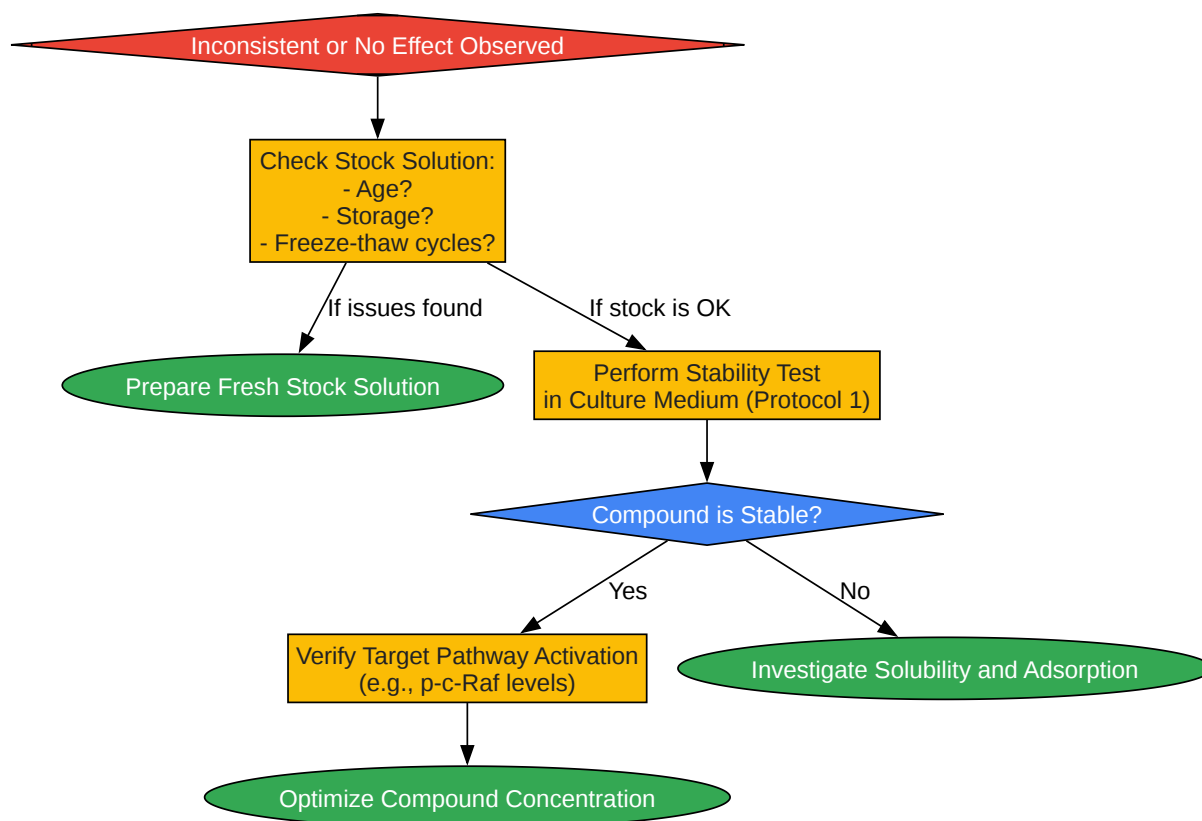 Inconsistent or No Effect Observed
Check Stock Solution:
- Age?
- Storage?
- Freeze-thaw cycles?
If issues found
If stock is OK
Prepare Fresh Stock Solution
Perform Stability Test
in Culture Medium (Protocol 1)
Compound is Stable?
Yes
No
Verify Target Pathway Activation
(e.g., p-c-Raf levels)
Investigate Solubility and Adsorption
Optimize Compound Concentration